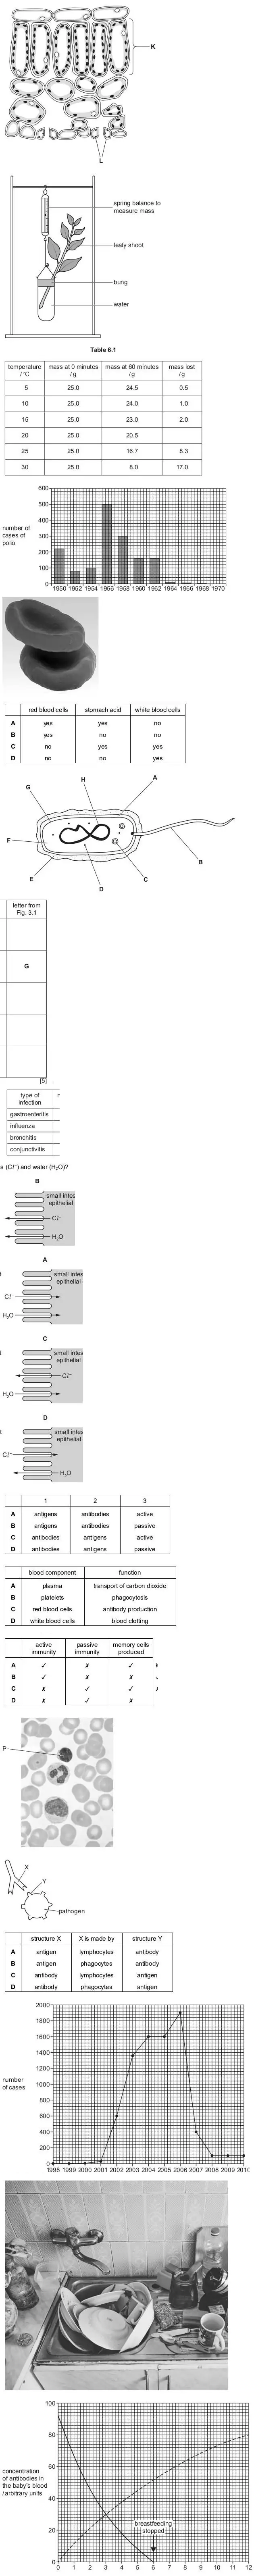 K
L
spring balance to
measure mass
leafy shoot
bung
water
Table 6.1
temperature mass at 0 minutes mass at 60 minutes mass lost
/°C /g /g /g
5 25.0 24.5 0.5
10 25.0 24.0 1.0
15 25.0 23.0 2.0
20 25.0 20.5
25 25.0 16.7 8.3
30 25.0 8.0 17.0
600
500
400
300
200
100
0
number of
cases of
polio
1950 1952 1954 1956 1958 1960 1962 1964 1966 1968 1970
red blood cells stomach acid white blood cells
A yes yes no
B yes no no
C no yes yes
D no no yes
H A
G
F
E D C B
letter from
Fig. 3.1
G
[5]
type of
infection
gastroenteritis
influenza
bronchitis
conjunctivitis
s (Cl⁻) and water (H₂O)?
B
small inte
epithelial
Cl⁻
H₂O
A
small intes
epithelial
Cl⁻
H₂O
C
small intes
epithelial
Cl⁻
H₂O
D
small intes
epithelial
Cl⁻
H₂O
1 2 3
A antigens antibodies active
B antigens antibodies passive
C antibodies antigens active
D antibodies antigens passive
blood component function
A plasma transport of carbon dioxide
B platelets phagocytosis
C red blood cells antibody production
D white blood cells blood clotting
active passive memory cells
immunity immunity produced
A ✓ ✗ ✓
B ✓ ✗ ✗
C ✗ ✓ ✓
D ✗ ✓ ✗
P
X
Y
pathogen
structure X X is made by structure Y
A antigen lymphocytes antibody
B antigen phagocytes antibody
C antibody lymphocytes antigen
D antibody phagocytes antigen
2000
1800
1600
1400
1200
1000
800
600
400
200
0
number
of cases
1998 1999 2000 2001 2002 2003 2004 2005 2006 2007 2008 2009 2010
100
80
60
40
20
0
concentration
of antibodies in
the baby's blood
/arbitrary units
breastfeeding
stopped
0 1 2 3 4 5 6 7 8 9 10 11 12